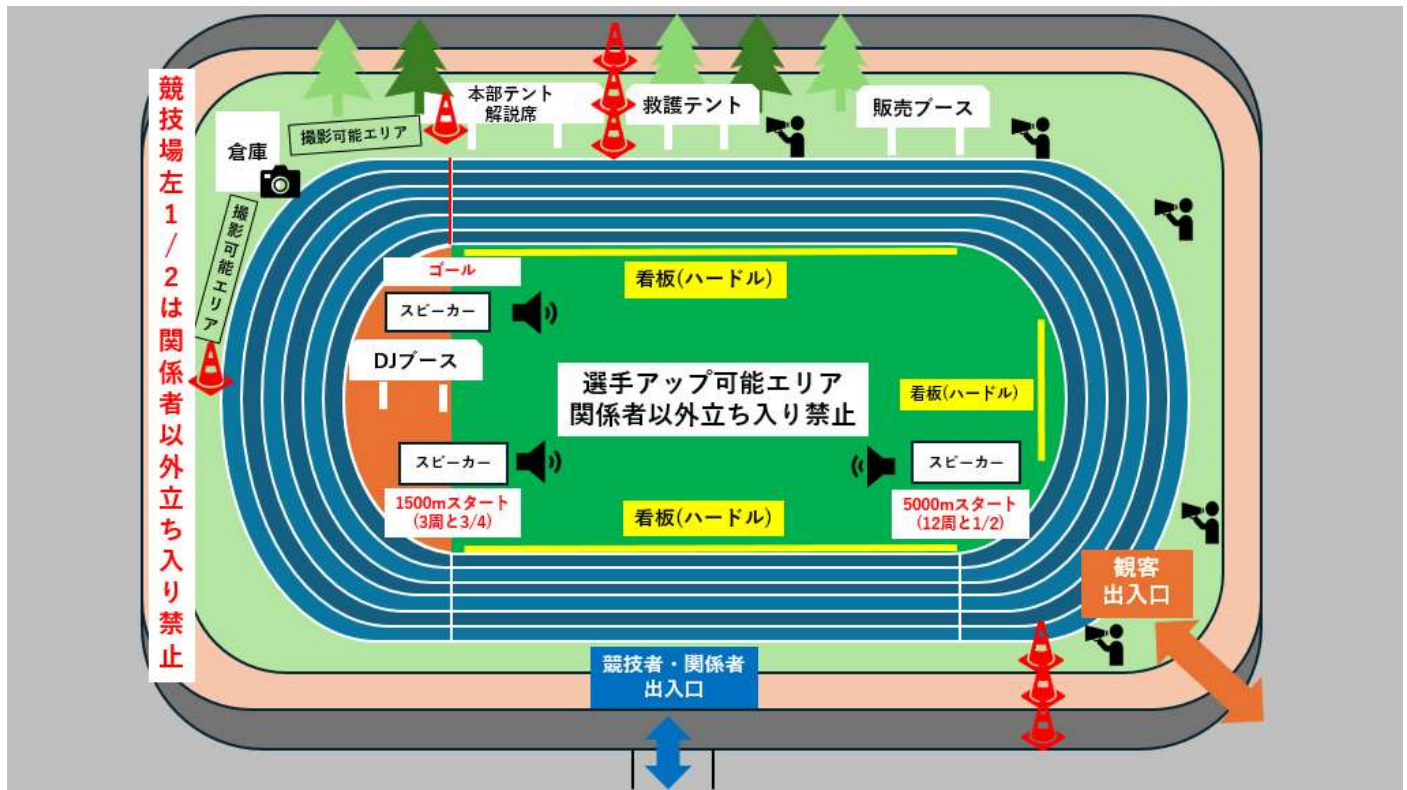 競技場左1/2は関係者以外立ち入り禁止
本部テント
解説席
救護テント
販売ブース
撮影可能エリア
倉庫
撮影可能エリア
ゴール
看板(ハードル)
スピーカー
DJブース
選手アップ可能エリア
関係者以外立ち入り禁止
看板(ハードル)
スピーカー
スピーカー
1500mスタート
(3周と3/4)
看板(ハードル)
5000mスタート
(12周と1/2)
観客
出入口
競技者・関係者
出入口